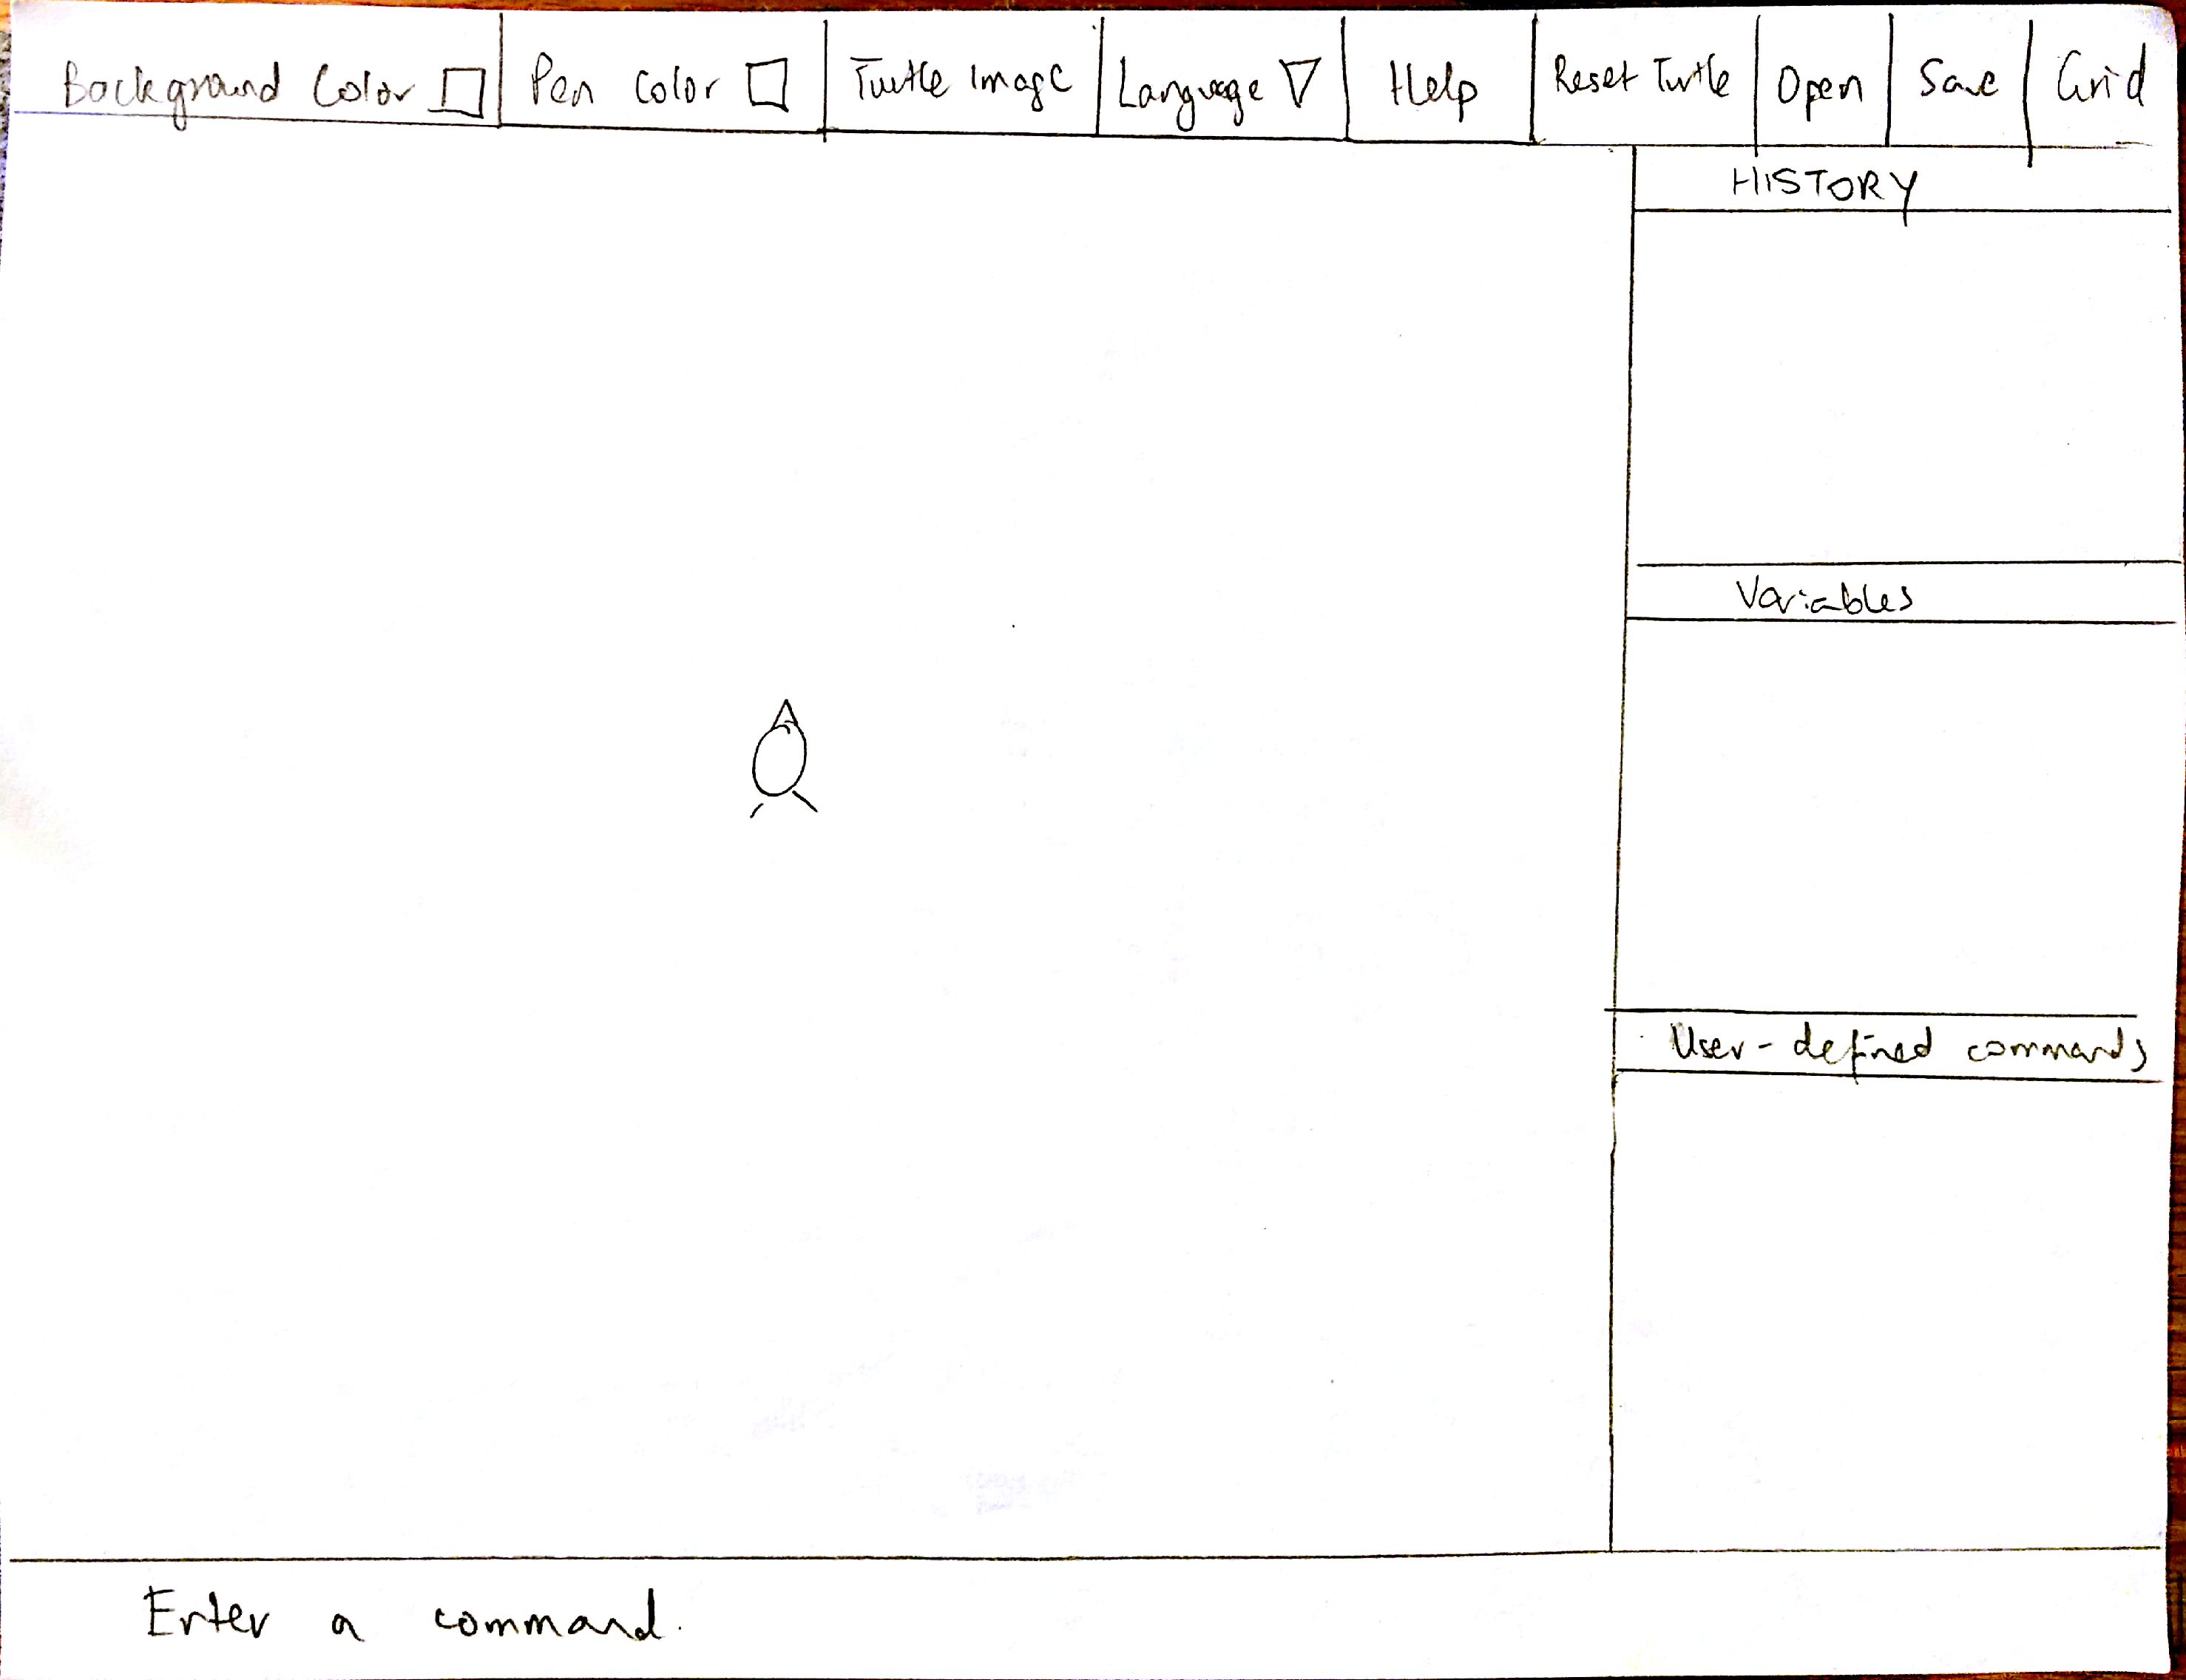 Background Color
Pen Color
Turtle Image
Language
Help
Reset Turtle
Open
Save
Grid
HISTORY
Variables
User-defined commands
Enter a command.